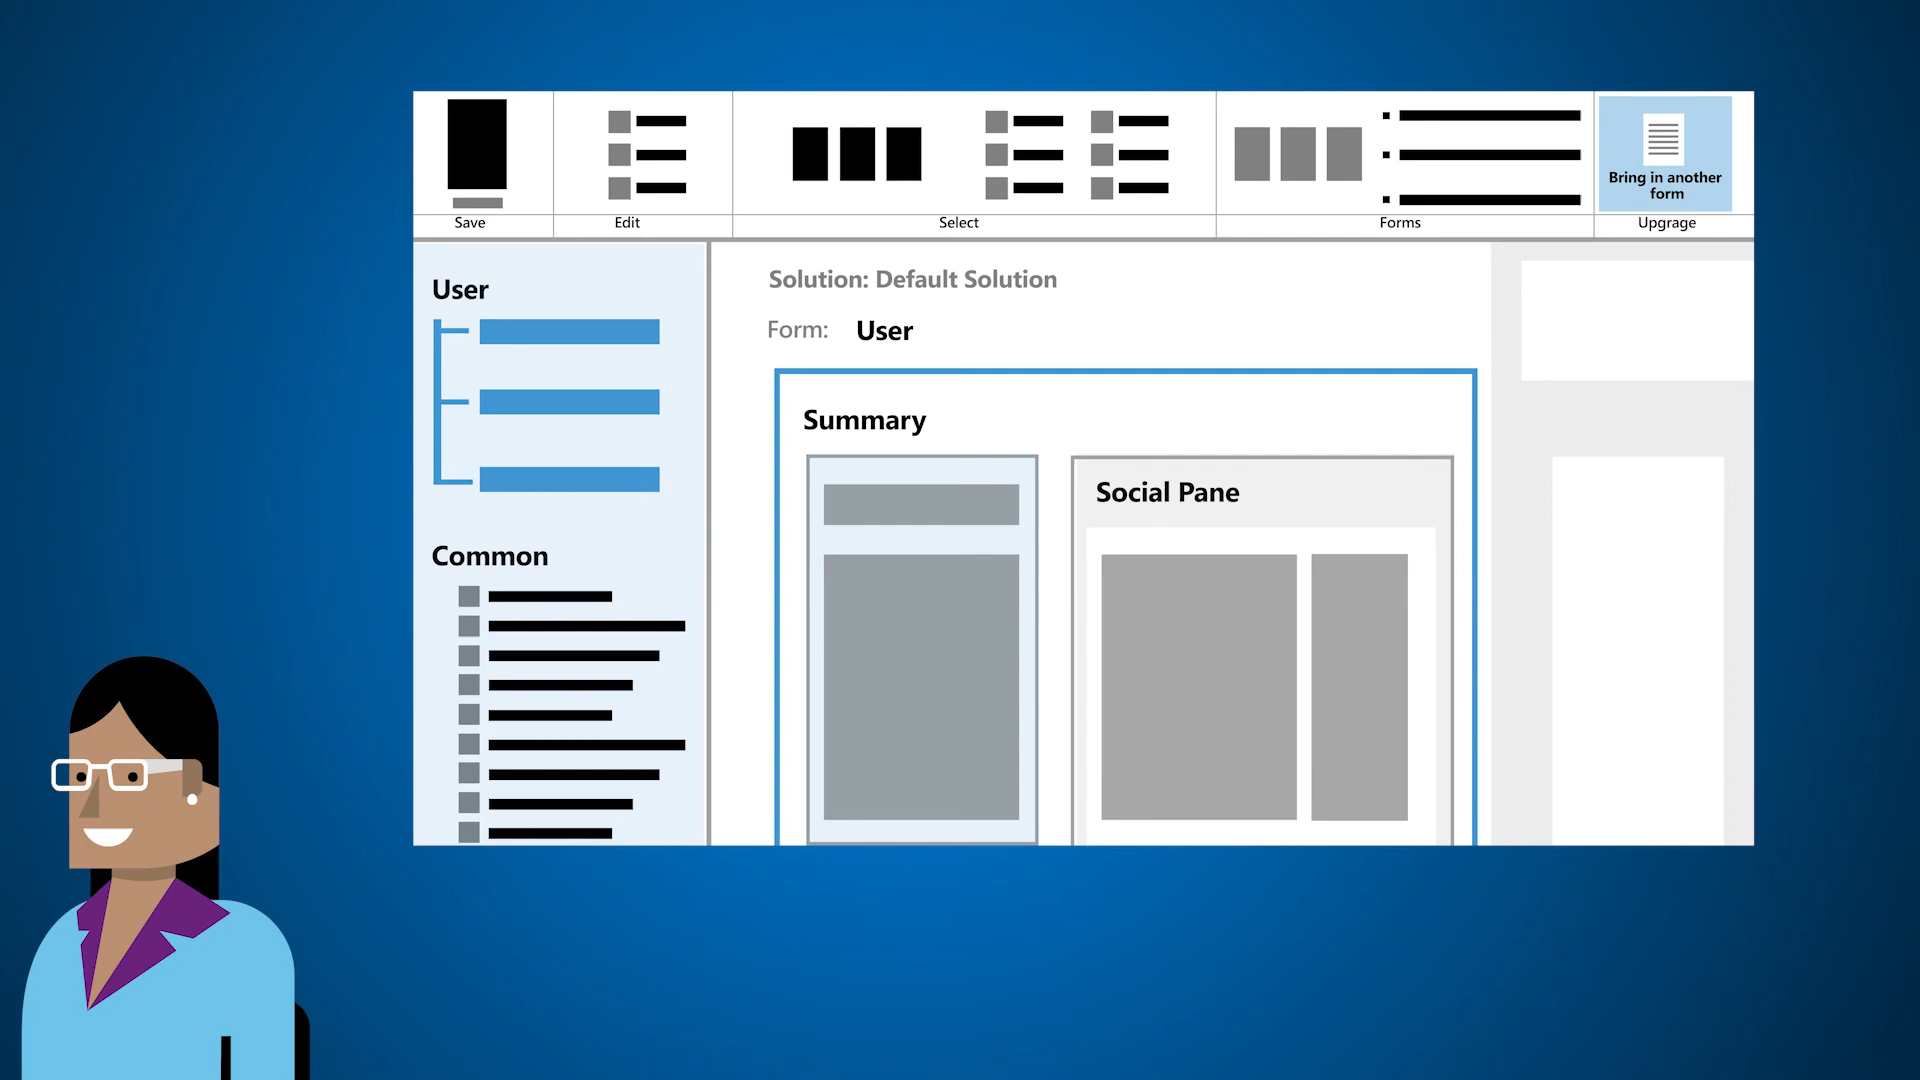 Bring in another
form
Save
Edit
Select
Forms
Upgrage
User
Common
Solution: Default Solution
Form: User
Summary
Social Pane